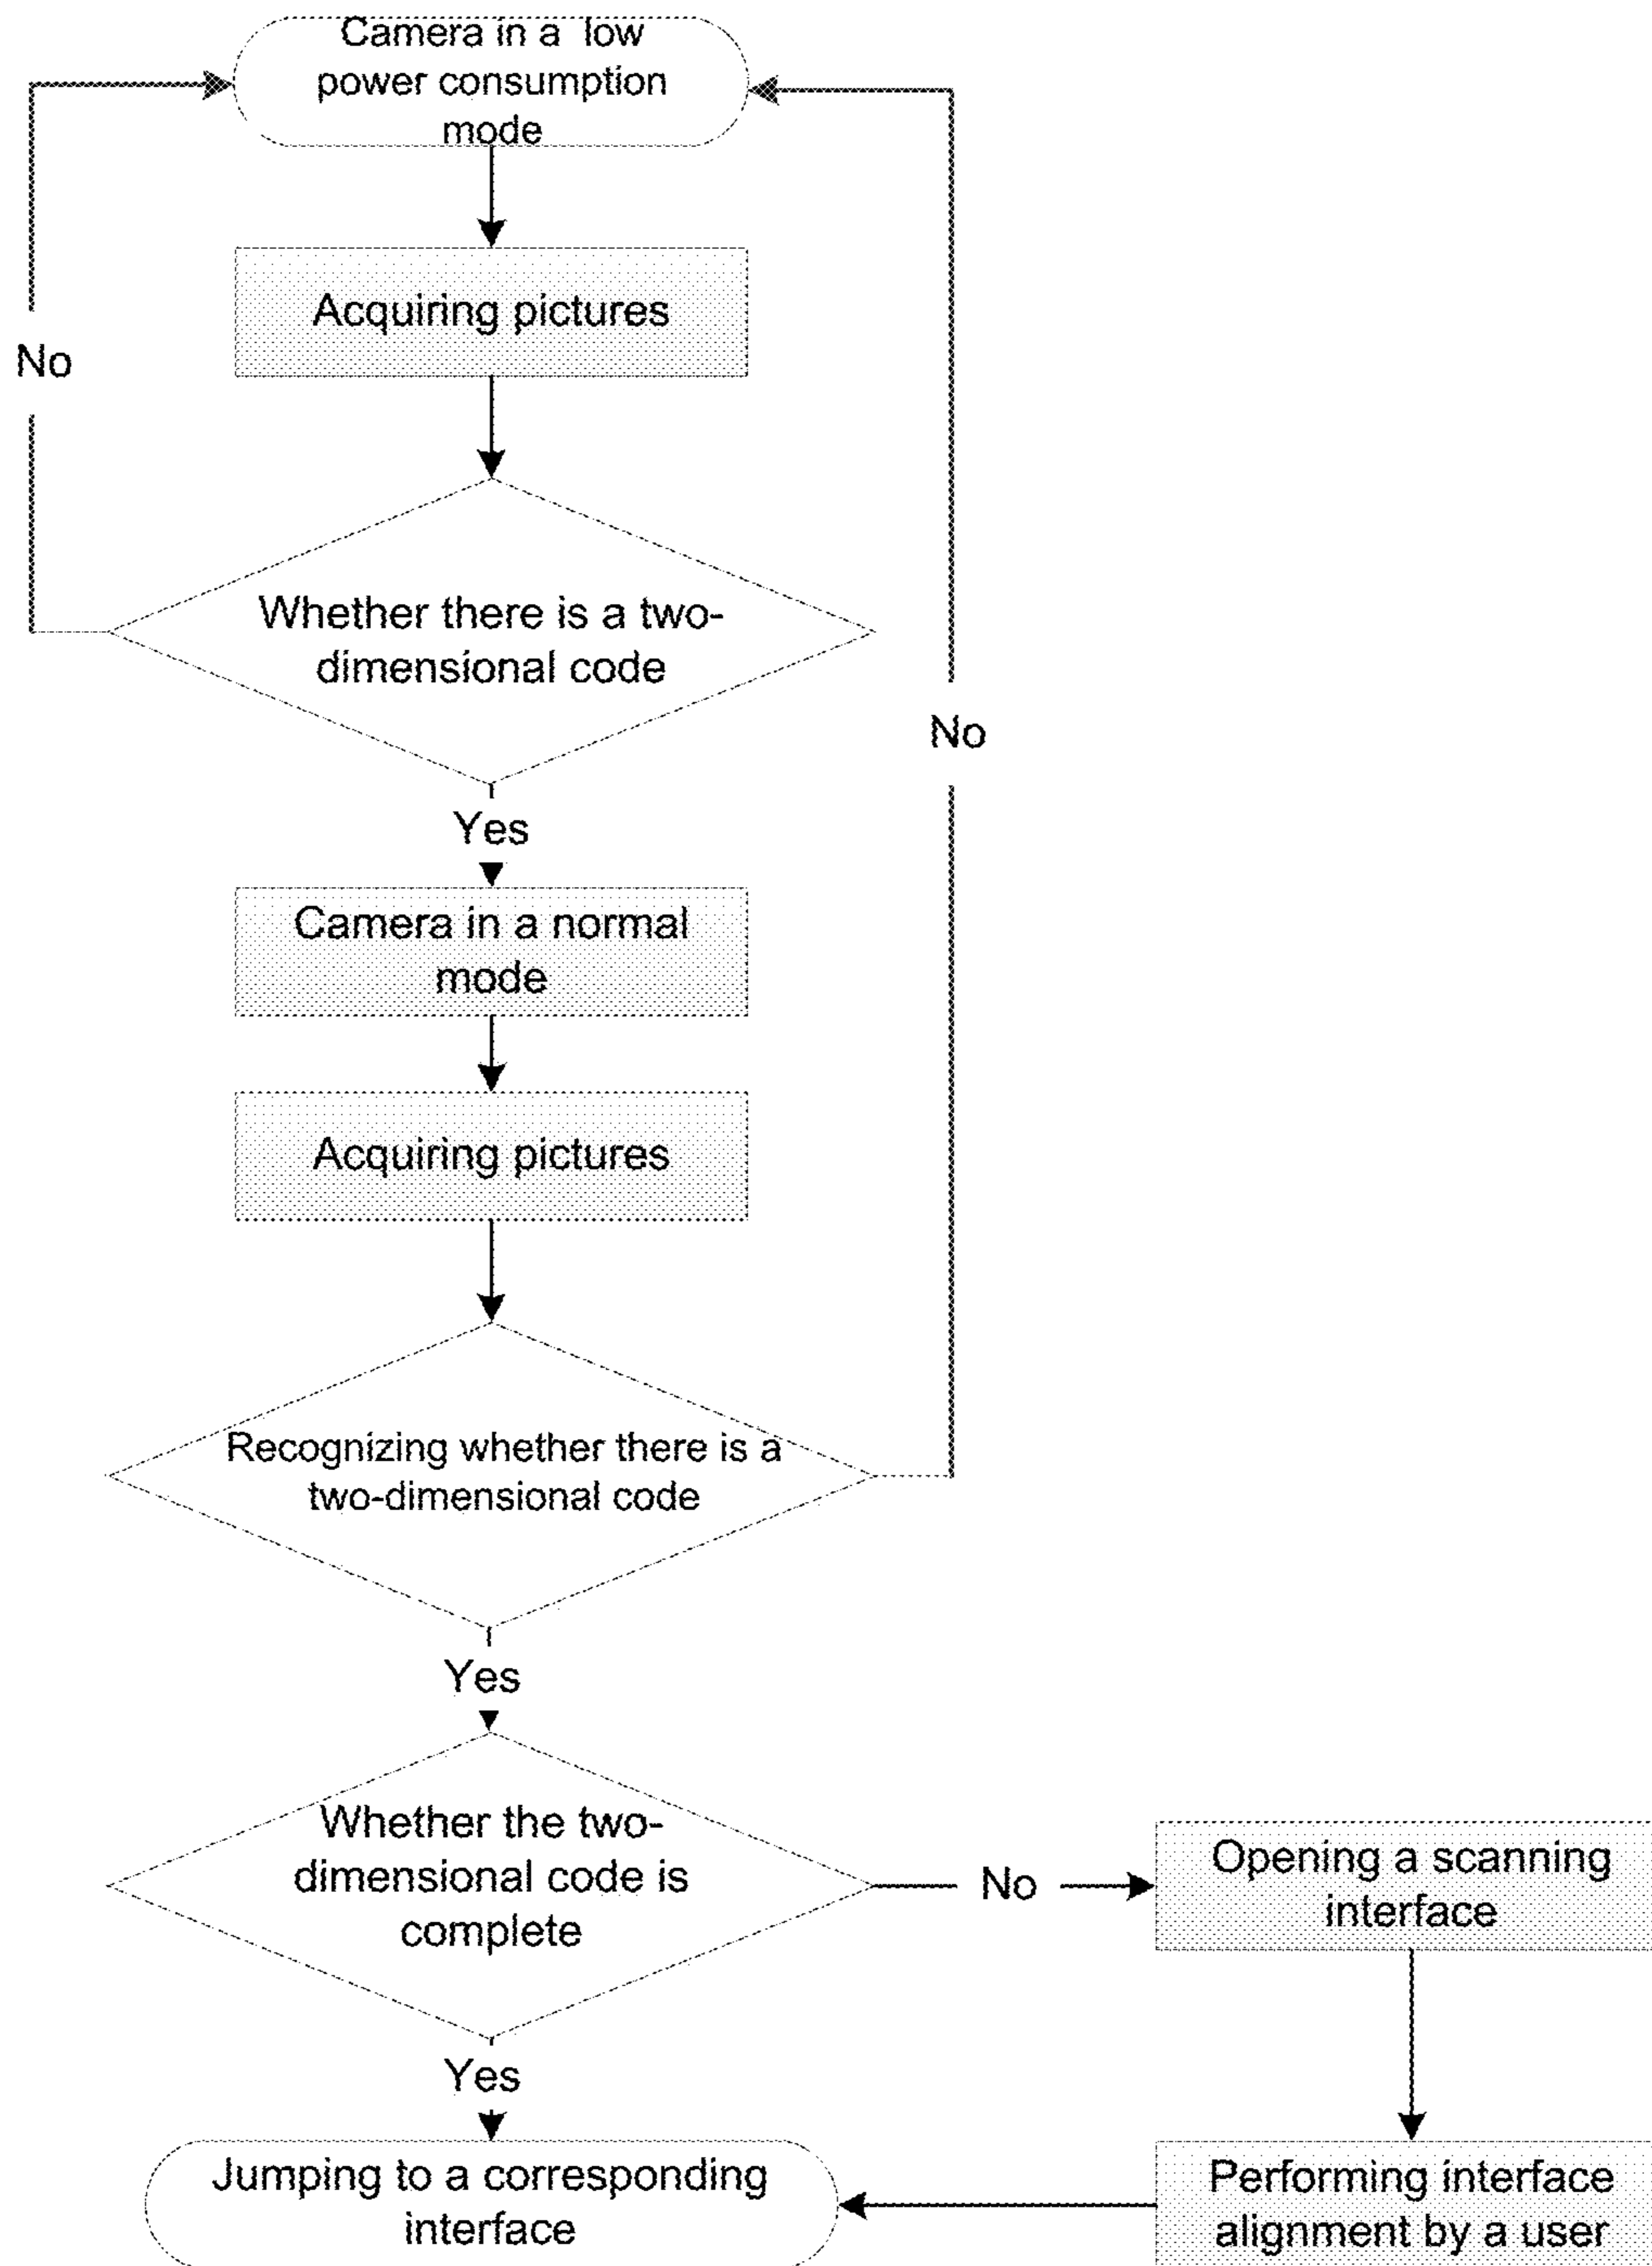 Camera in a low
power consumption
mode
Acquiring pictures
No
Whether there is a two-
dimensional code
No
Yes
Camera in a normal
mode
Acquiring pictures
Recognizing whether there is a
two-dimensional code
Yes
Whether the two-
dimensional code is
complete
No
Opening a scanning
interface
Yes
Jumping to a corresponding
interface
Performing interface
alignment by a user